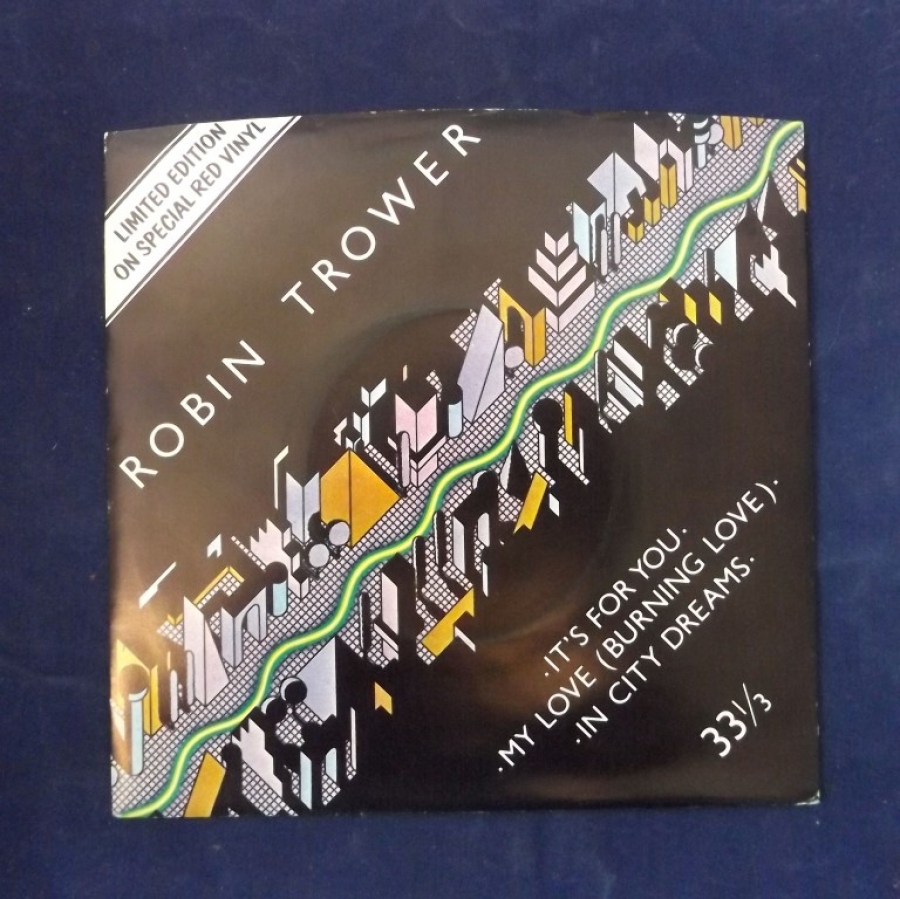 LIMITED EDITION
ON SPECIAL RED VINYL
ROBIN TROWER
.IT'S FOR YOU.
.MY LOVE (BURNING LOVE).
.IN CITY DREAMS.
33⅓